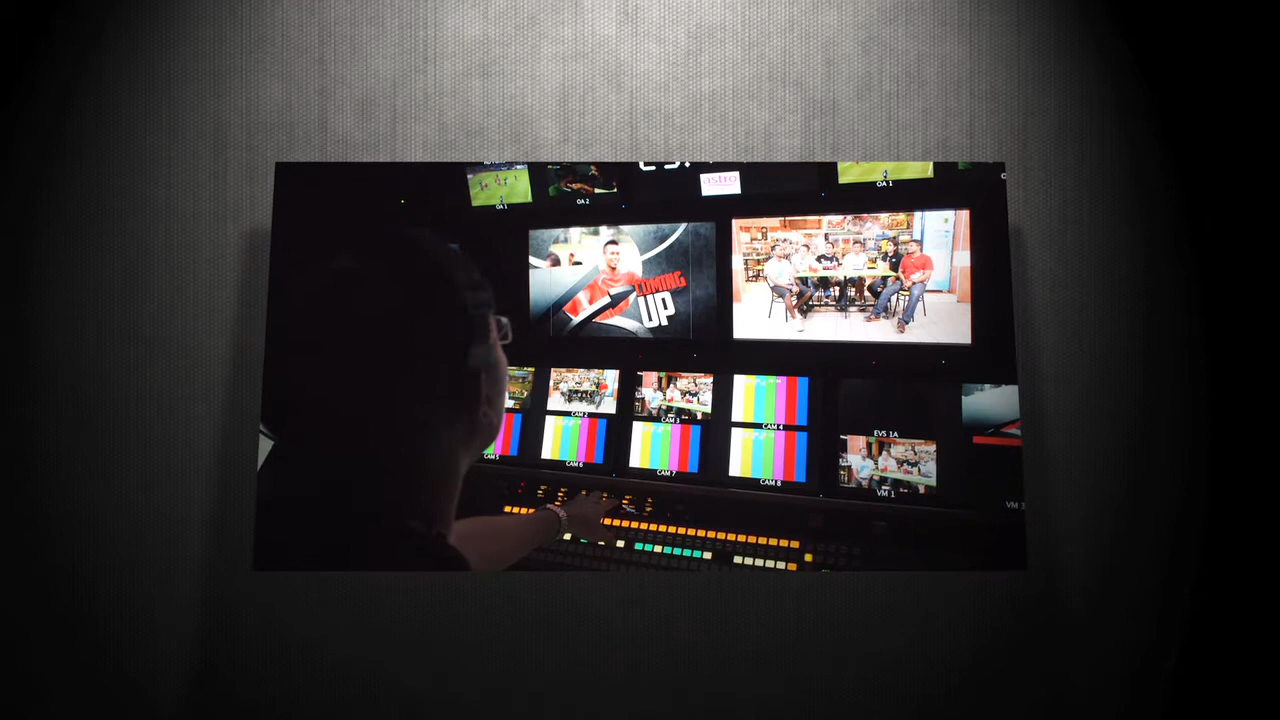 astro
OA 1
OA 2
OA 1
COMING
UP
CAM 2
CAM 3
CAM 4
CAM 5
CAM 6
CAM 7
CAM 8
EVS 1A
VM 1
VM 3